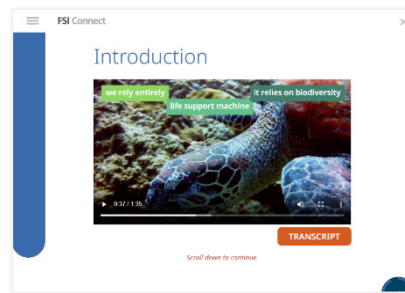 FSI Connect
Introduction
we rely entirely
it relies on biodiversity
life support machine
0:37 / 1:35
TRANSCRIPT
Scroll down to continue